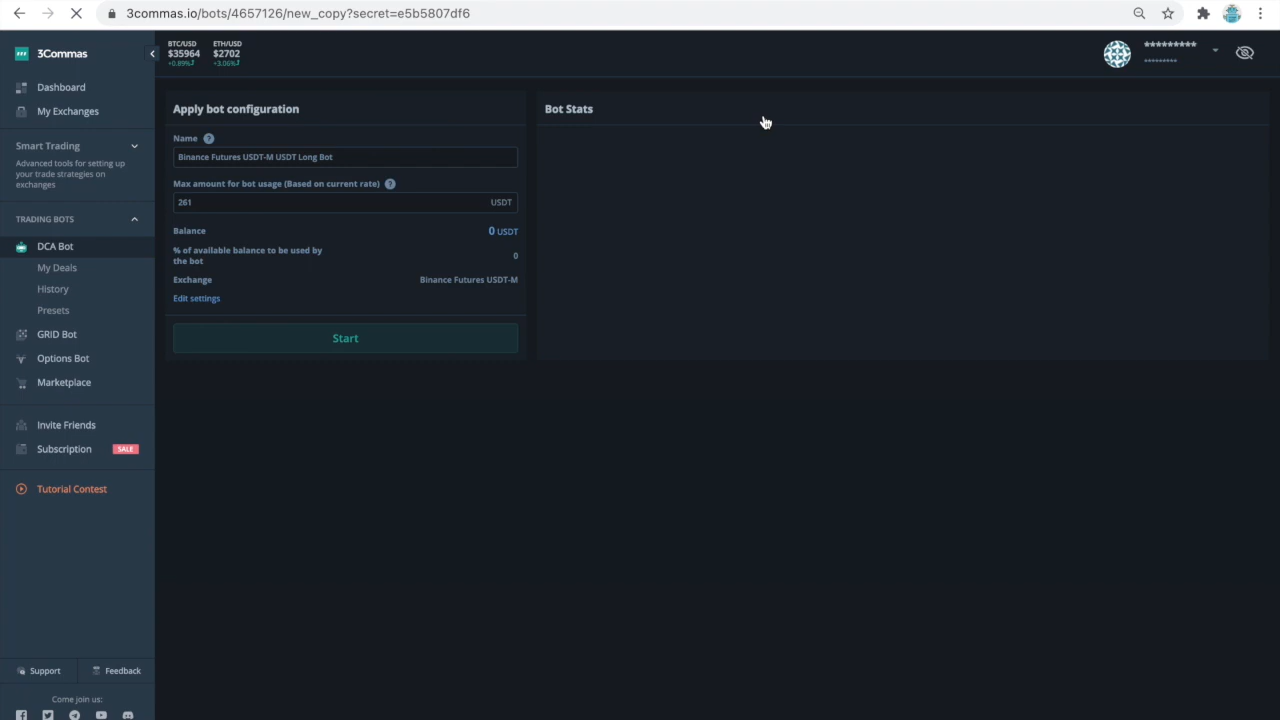 3commas.io/bots/4657126/new_copy?secret=e5b5807df6
3Commas
BTC/USD
$35964
+0.89%
ETH/USD
$2702
+3.06%
*********
*********
Dashboard
My Exchanges
Smart Trading
Advanced tools for setting up
your trade strategies on
exchanges
TRADING BOTS
DCA Bot
My Deals
History
Presets
GRID Bot
Options Bot
Marketplace
Invite Friends
Subscription SALE
Tutorial Contest
Support
Feedback
Come join us:
Apply bot configuration
Name ?
Binance Futures USDT-M USDT Long Bot
Max amount for bot usage (Based on current rate) ?
261 USDT
Balance 0 USDT
% of available balance to be used by
the bot 0
Exchange Binance Futures USDT-M
Edit settings
Start
Bot Stats